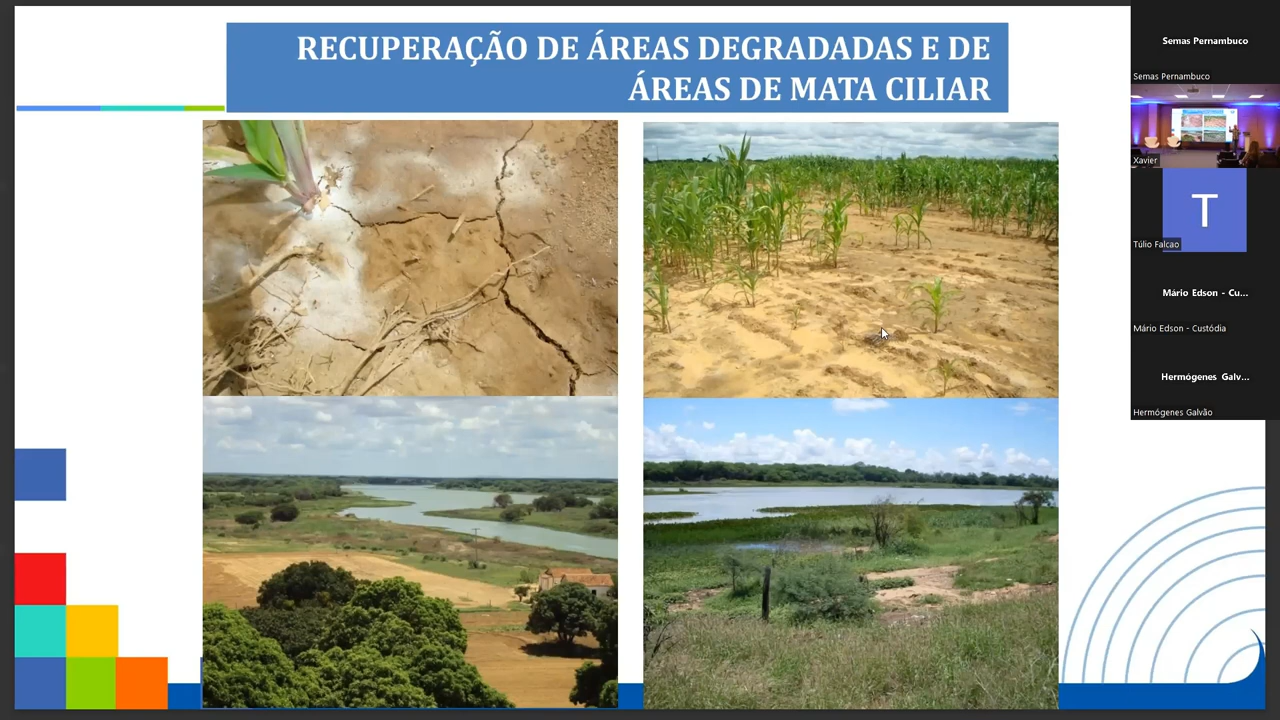 RECUPERAÇÃO DE ÁREAS DEGRADADAS E DE
ÁREAS DE MATA CILIAR
Semas Pernambuco
Semas Pernambuco
Xavier
T
Túlio Falcao
Mário Edson - Cu...
Mário Edson - Custódia
Hermógenes Galv...
Hermógenes Galvão